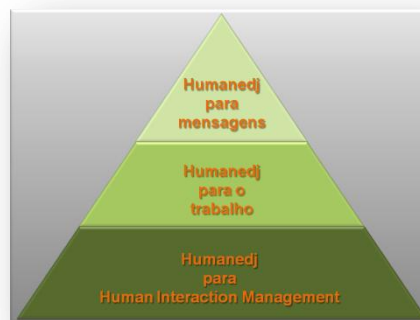 Humanedj
para
mensagens
Humanedj
para o
trabalho
Humanedj
para
Human Interaction Management